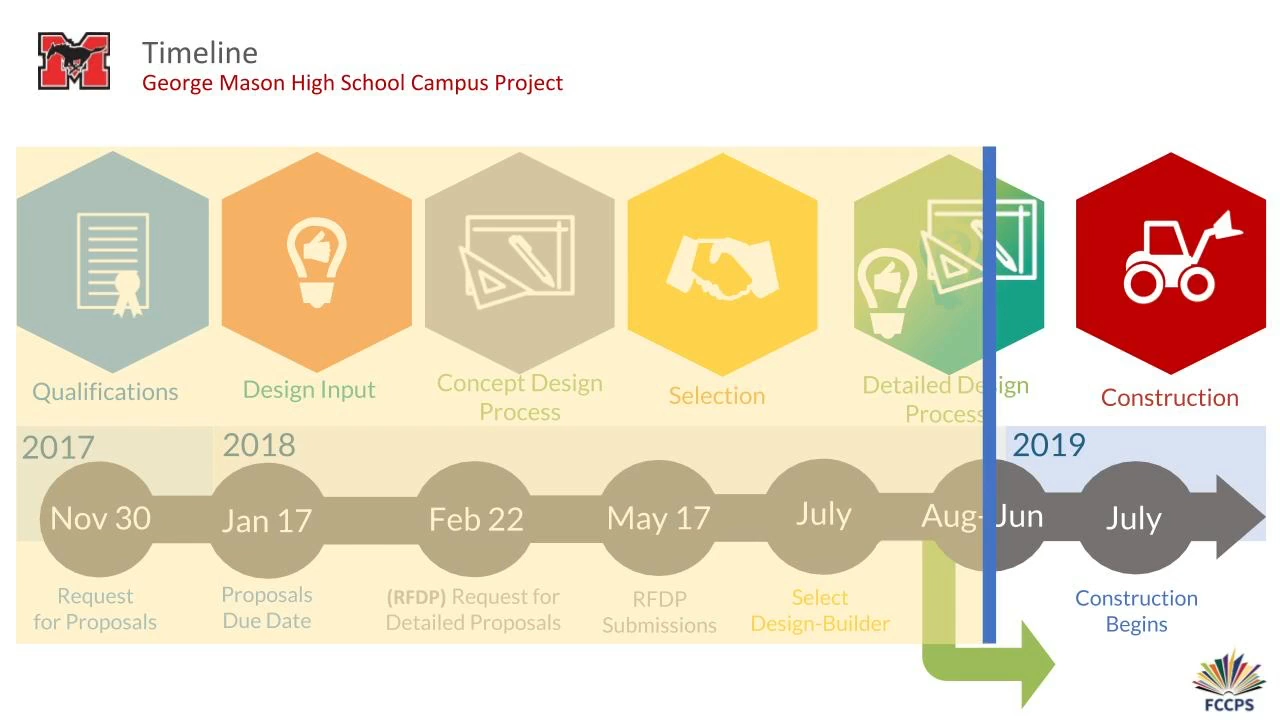 M
Timeline
George Mason High School Campus Project
Qualifications
Design Input
Concept Design
Process
Selection
Detailed Design
Process
Construction
2017
2018
2019
Nov 30
Jan 17
Feb 22
May 17
July
Aug-Jun
July
Request
for Proposals
Proposals
Due Date
(RFDP) Request for
Detailed Proposals
RFDP
Submissions
Select
Design-Builder
Construction
Begins
FCCPS